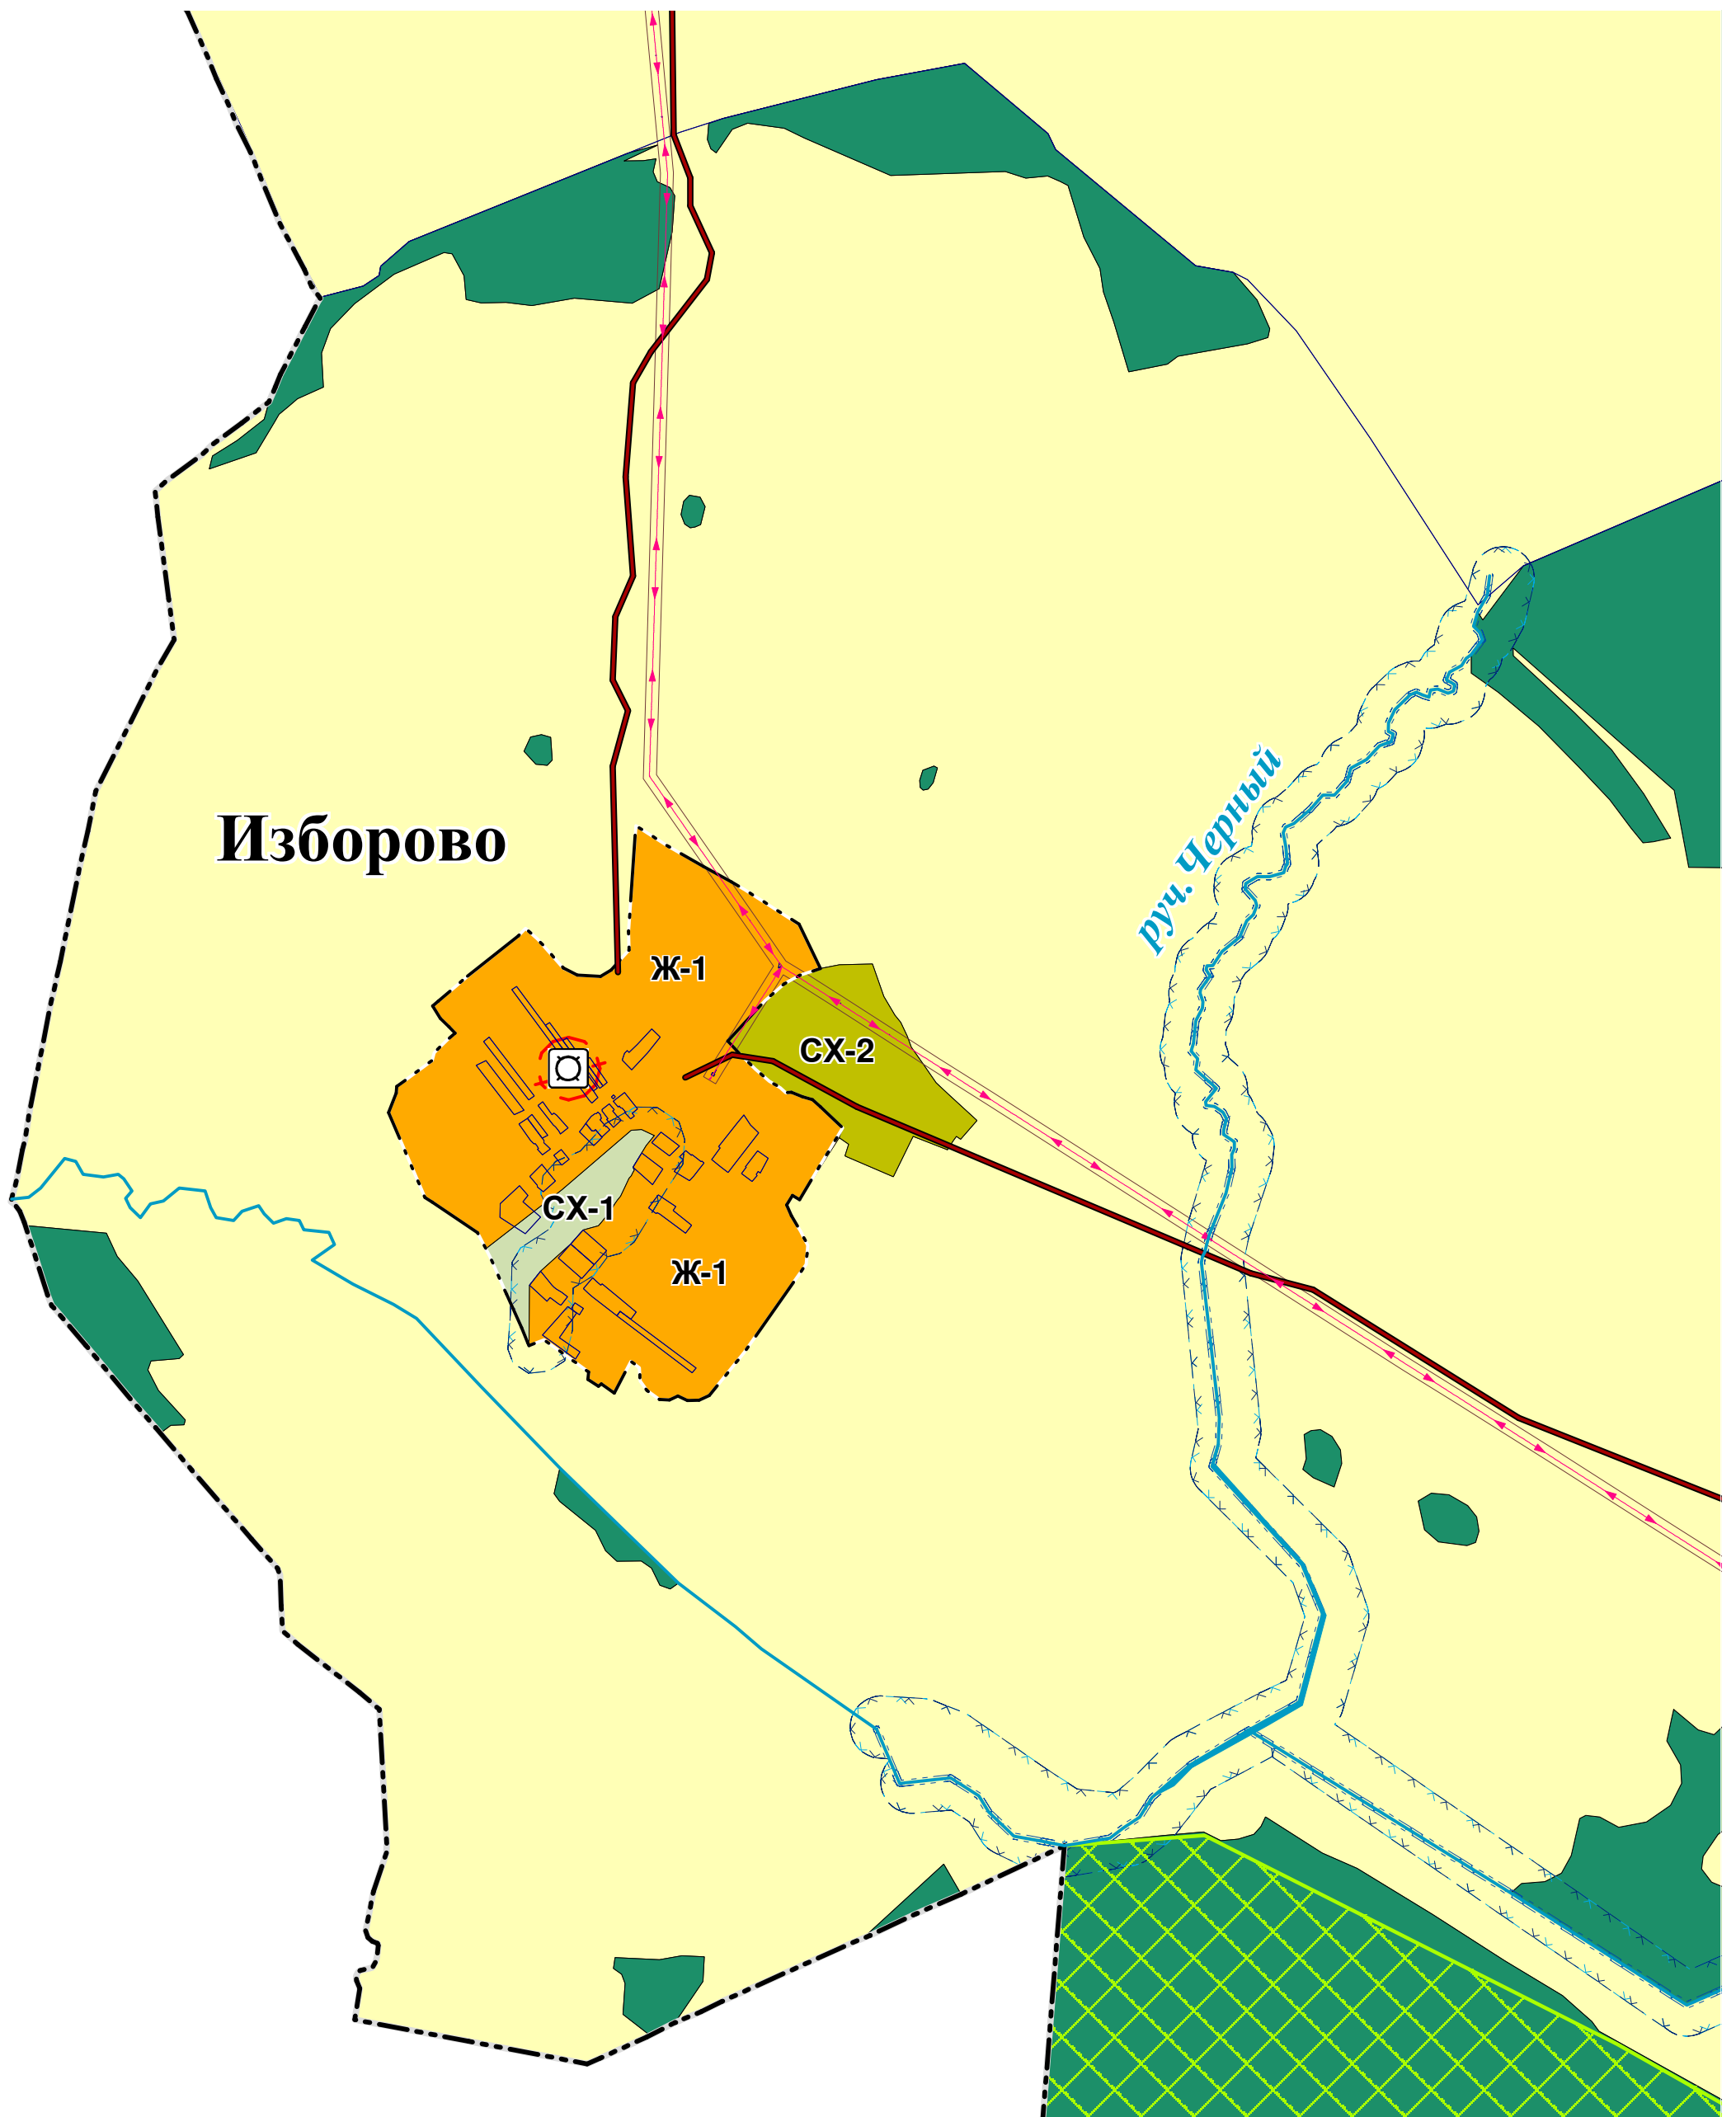 руч. Черный
Изборово
Ж-1
СХ-2
СХ-1
Ж-1